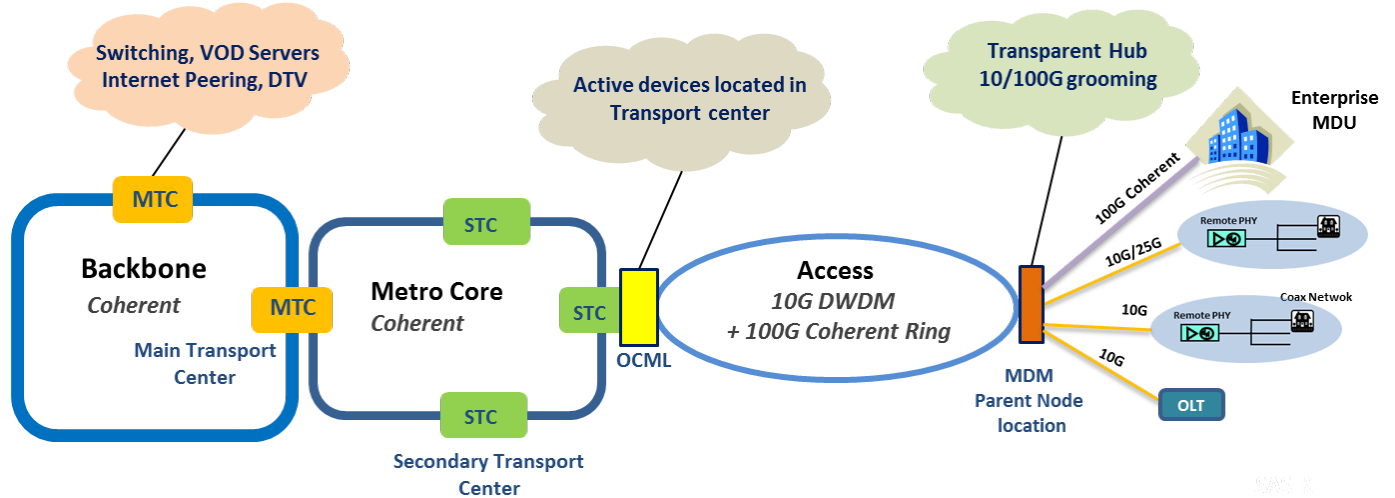 Switching, VOD Servers
Internet Peering, DTV
Active devices located in
Transport center
Transparent Hub
10/100G grooming
Enterprise
MDU
MTC
Backbone
Coherent
MTC
Main Transport
Center
STC
Metro Core
Coherent
STC
STC
Secondary Transport
Center
OCML
Access
10G DWDM
+ 100G Coherent Ring
MDM
Parent Node
location
100G Coherent
10G/25G
10G
10G
Remote PHY
Coax Netwok
Remote PHY
OLT